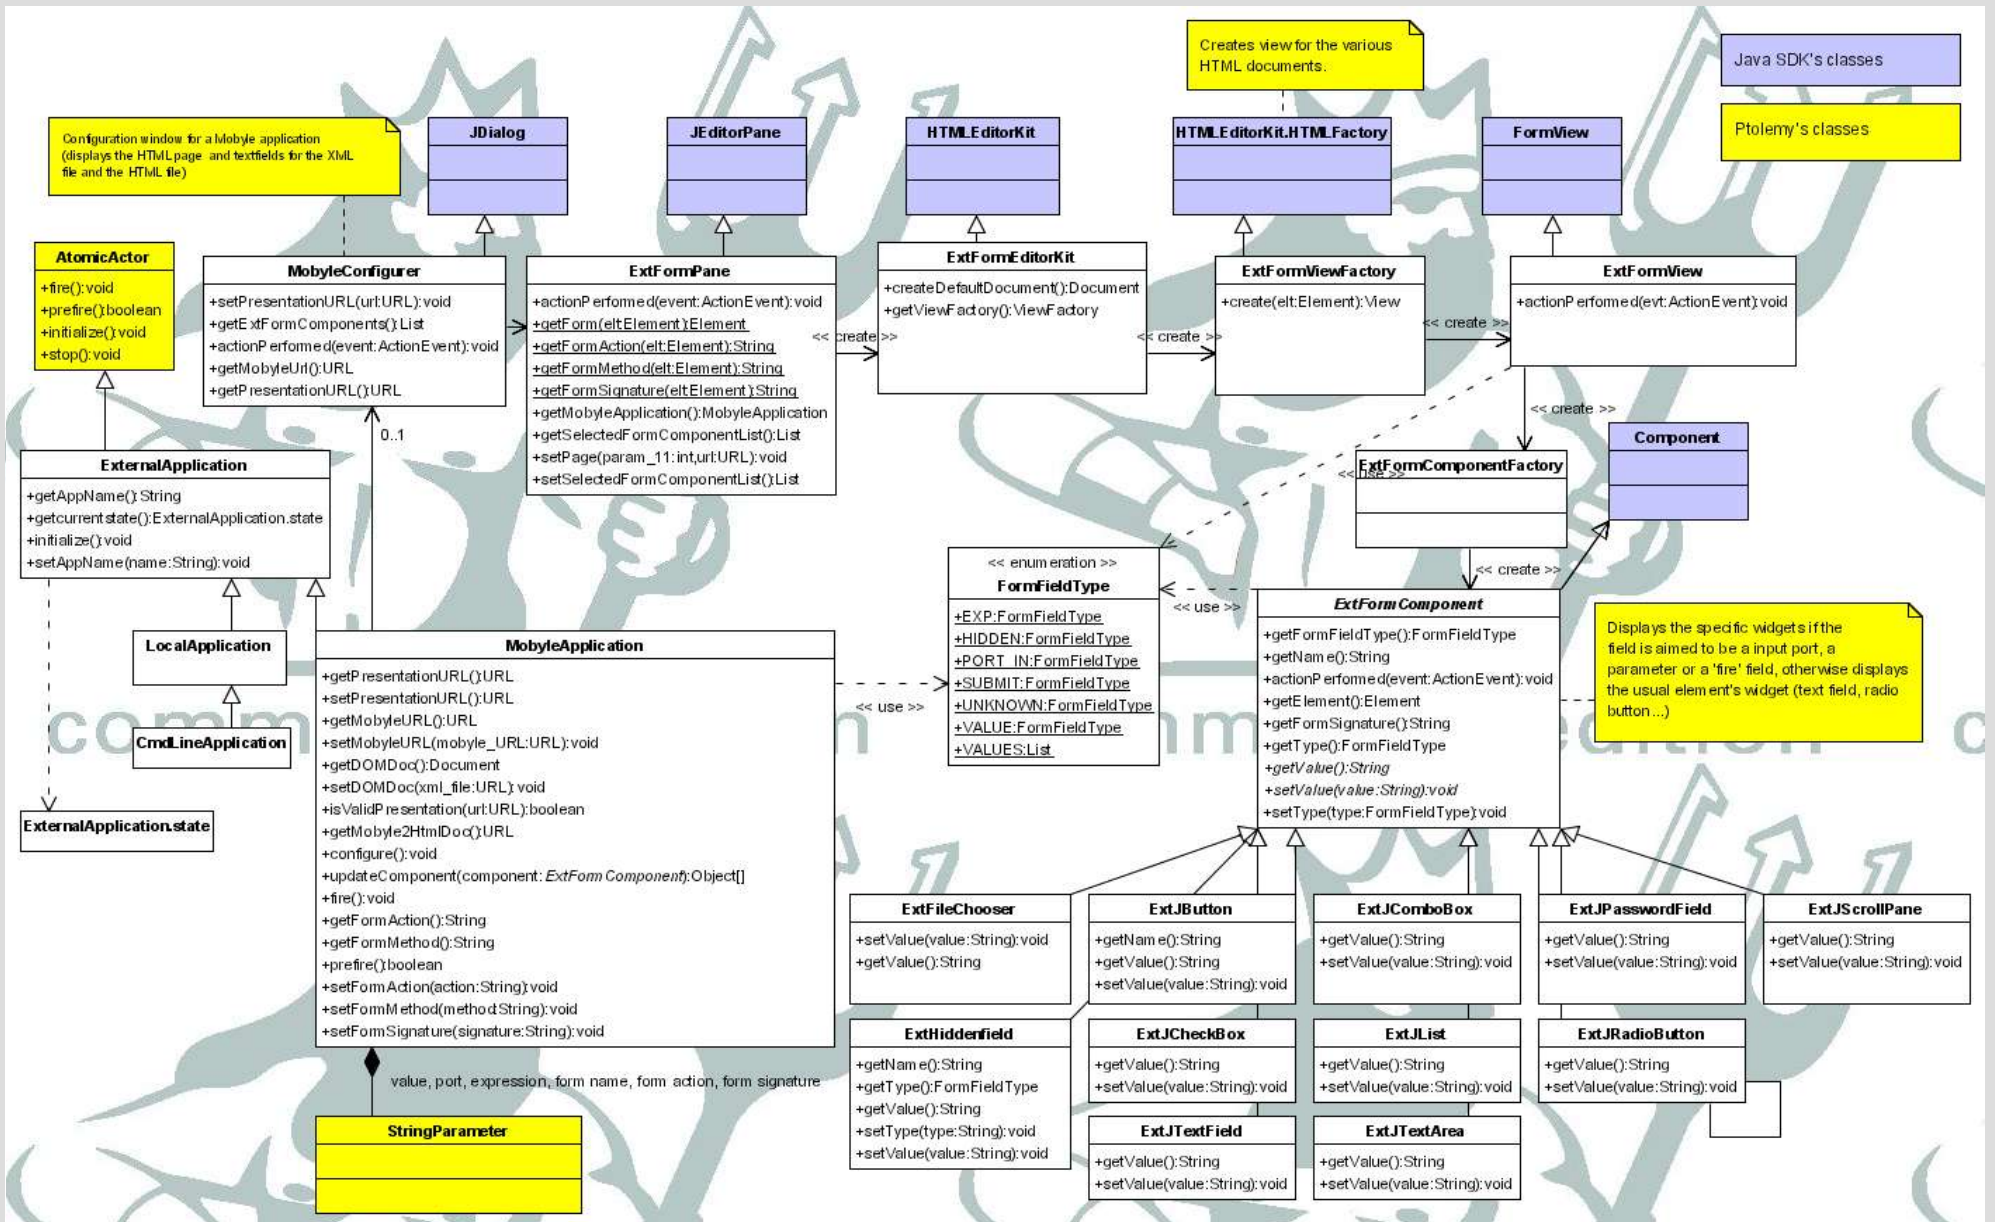 Creates view for the various
HTML documents.
Java SDK's classes
Ptolemy's classes
Configuration window for a Mobyle application
(displays the HTML page and textfields for the XML
file and the HTML file)
JDialog
JEditorPane
HTMLEditorKit
HTMLEditorKit.HTMLFactory
FormView
AtomicActor
+fire():void
+prefire():boolean
+initialize():void
+stop():void
MobyleConfigurer
+setPresentationURL(url:URL):void
+getExtFormComponents():List
+actionPerformed(event:ActionEvent):void
+getMobyleUrl():URL
+getPresentationURL():URL
0..1
ExtFormPane
+actionPerformed(event:ActionEvent):void
+getForm(elt:Element):Element
+getFormAction(elt:Element):String
+getFormMethod(elt:Element):String
+getFormSignature(elt:Element):String
+getMobyleApplication():MobyleApplication
+getSelectedFormComponentList():List
+setPage(param_11:int,url:URL):void
+setSelectedFormComponentList():List
<< create >>
ExtFormEditorKit
+createDefaultDocument():Document
+getViewFactory():ViewFactory
<< create >>
ExtFormViewFactory
+create(elt:Element):View
<< create >>
ExtFormView
+actionPerformed(evt:ActionEvent):void
<< create >>
Component
ExtFormComponentFactory
<< use >>
<< create >>
ExternalApplication
+getAppName():String
+getcurrentstate():ExternalApplication.state
+initialize():void
+setAppName(name:String):void
LocalApplication
CmdLineApplication
ExternalApplication.state
MobyleApplication
+getPresentationURL():URL
+setPresentationURL():URL
+getMobyleURL():URL
+setMobyleURL(mobyle_URL:URL):void
+getDOMDoc():Document
+setDOMDoc(xml_file:URL):void
+isValidPresentation(url:URL):boolean
+getMobyle2HtmlDoc():URL
+configure():void
+updateComponent(component:ExtFormComponent):Object[]
+fire():void
+getFormAction():String
+getFormMethod():String
+prefire():boolean
+setFormAction(action:String):void
+setFormMethod(method:String):void
+setFormSignature(signature:String):void
<< use >>
value, port, expression, form name, form action, form signature
StringParameter
<< enumeration >>
FormFieldType
+EXP:FormFieldType
+HIDDEN:FormFieldType
+PORT_IN:FormFieldType
+SUBMIT:FormFieldType
+UNKNOWN:FormFieldType
+VALUE:FormFieldType
+VALUES:List
<< use >>
ExtFormComponent
+getFormFieldType():FormFieldType
+getName():String
+actionPerformed(event:ActionEvent):void
+getElement():Element
+getFormSignature():String
+getType():FormFieldType
+getValue():String
+setValue(value:String):void
+setType(type:FormFieldType):void
Displays the specific widgets if the
field is aimed to be a input port, a
parameter or a 'fire' field, otherwise displays
the usual element's widget (text field, radio
button...)
ExtFileChooser
+setValue(value:String):void
+getValue():String
ExtJButton
+getName():String
+getValue():String
+setValue(value:String):void
ExtJComboBox
+getValue():String
+setValue(value:String):void
ExtJPasswordField
+getValue():String
+setValue(value:String):void
ExtJScrollPane
+getValue():String
+setValue(value:String):void
ExtHiddenfield
+getName():String
+getType():FormFieldType
+getValue():String
+setType(type:String):void
+setValue(value:String):void
ExtJCheckBox
+getValue():String
+setValue(value:String):void
ExtJList
+getValue():String
+setValue(value:String):void
ExtJRadioButton
+getValue():String
+setValue(value:String):void
ExtJTextField
+getValue():String
+setValue(value:String):void
ExtJTextArea
+getValue():String
+setValue(value:String):void